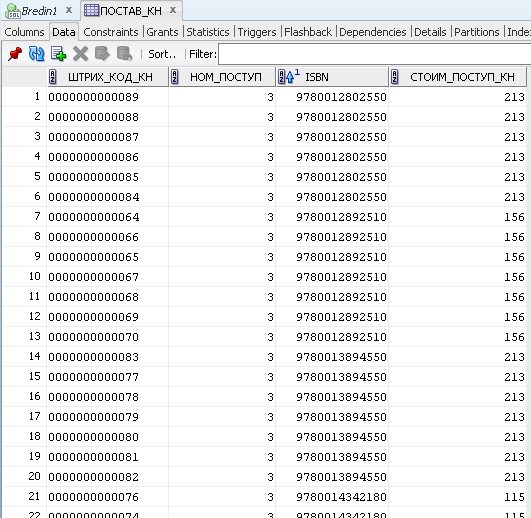 Bredin1 x ПОСТАВ_КН x
Columns Data Constraints Grants Statistics Triggers Flashback Dependencies Details Partitions Inde
Sort.. Filter:
ШТРИХ_КОД_КН НОМ_ПОСТУП 1 ISBN СТОИМ_ПОСТУП_КН
1 0000000000089 3 9780012802550 213
2 0000000000088 3 9780012802550 213
3 0000000000087 3 9780012802550 213
4 0000000000086 3 9780012802550 213
5 0000000000085 3 9780012802550 213
6 0000000000084 3 9780012802550 213
7 0000000000064 3 9780012892510 156
8 0000000000066 3 9780012892510 156
9 0000000000065 3 9780012892510 156
10 0000000000067 3 9780012892510 156
11 0000000000068 3 9780012892510 156
12 0000000000069 3 9780012892510 156
13 0000000000070 3 9780012892510 156
14 0000000000083 3 9780013894550 213
15 0000000000077 3 9780013894550 213
16 0000000000078 3 9780013894550 213
17 0000000000079 3 9780013894550 213
18 0000000000080 3 9780013894550 213
19 0000000000081 3 9780013894550 213
20 0000000000082 3 9780013894550 213
21 0000000000076 3 9780014342180 115
22 0000000000074 3 9780014342180 115